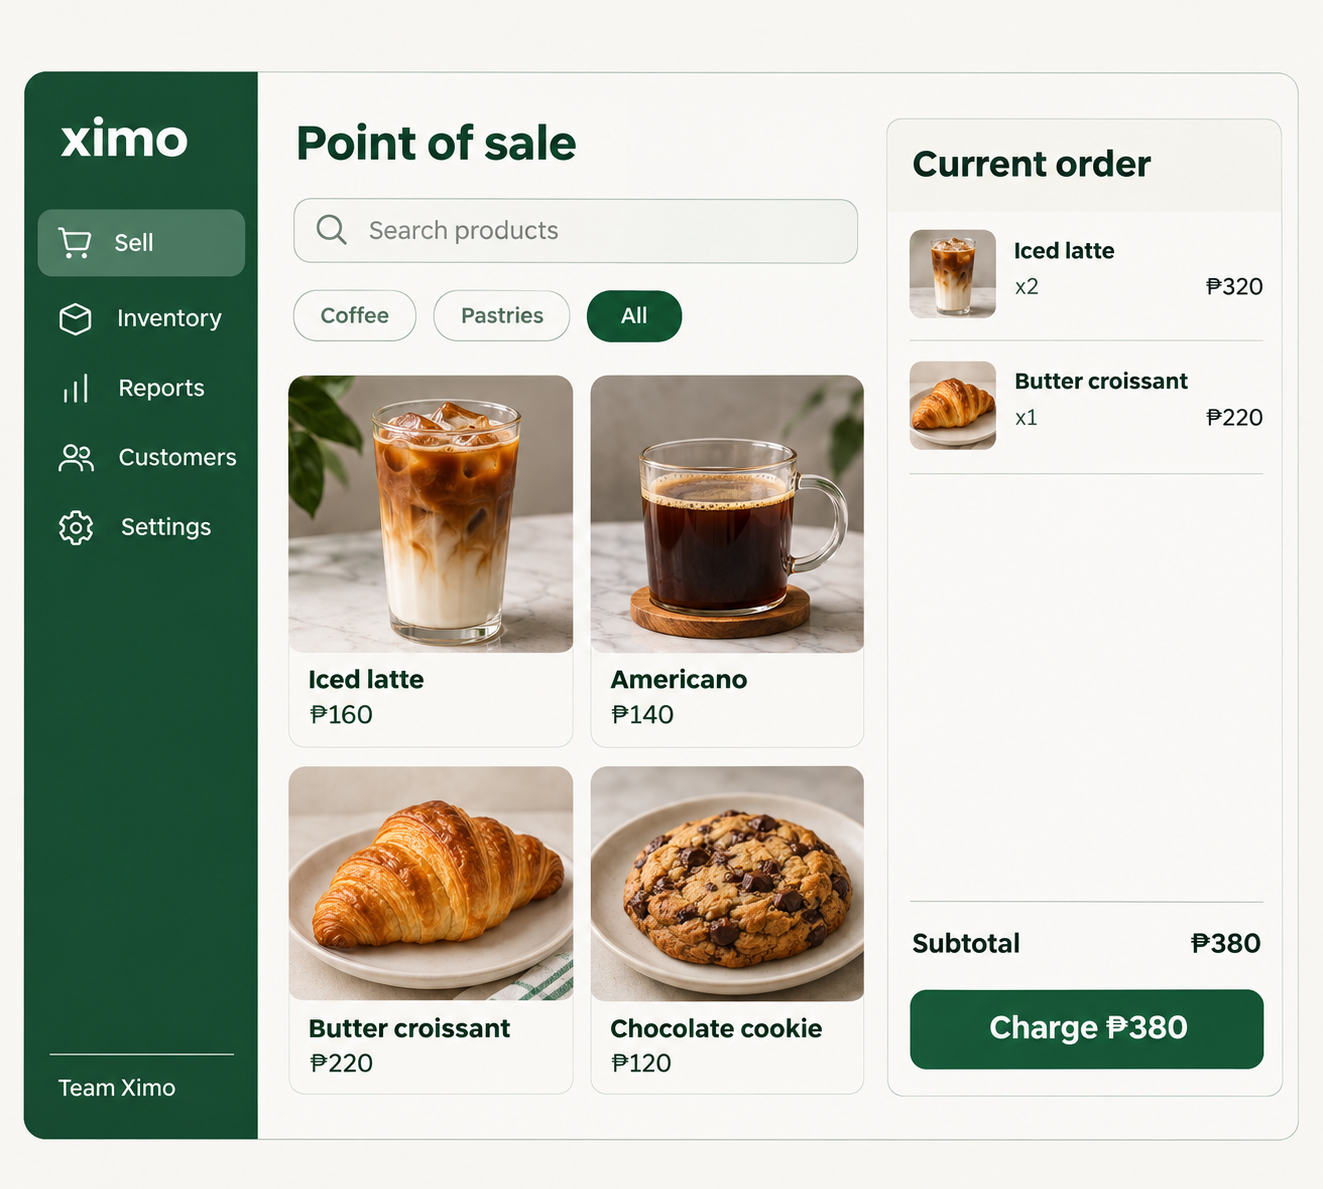 ximo
Sell
Inventory
Reports
Customers
Settings
Team Ximo
Point of sale
Search products
Coffee
Pastries
All
Iced latte
₱160
Americano
₱140
Butter croissant
₱220
Chocolate cookie
₱120
Current order
Iced latte
x2 ₱320
Butter croissant
x1 ₱220
Subtotal ₱380
Charge ₱380